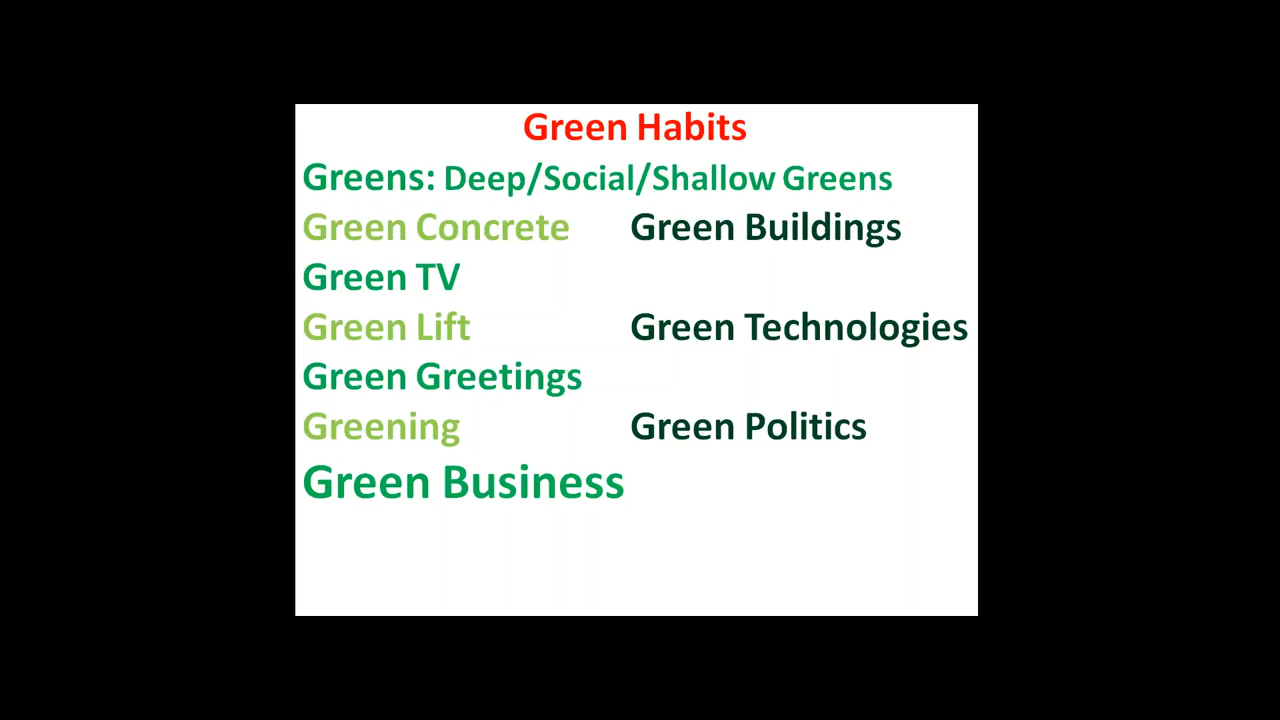 Green Habits
Greens: Deep/Social/Shallow Greens
Green Concrete Green Buildings
Green TV
Green Lift Green Technologies
Green Greetings
Greening Green Politics
Green Business